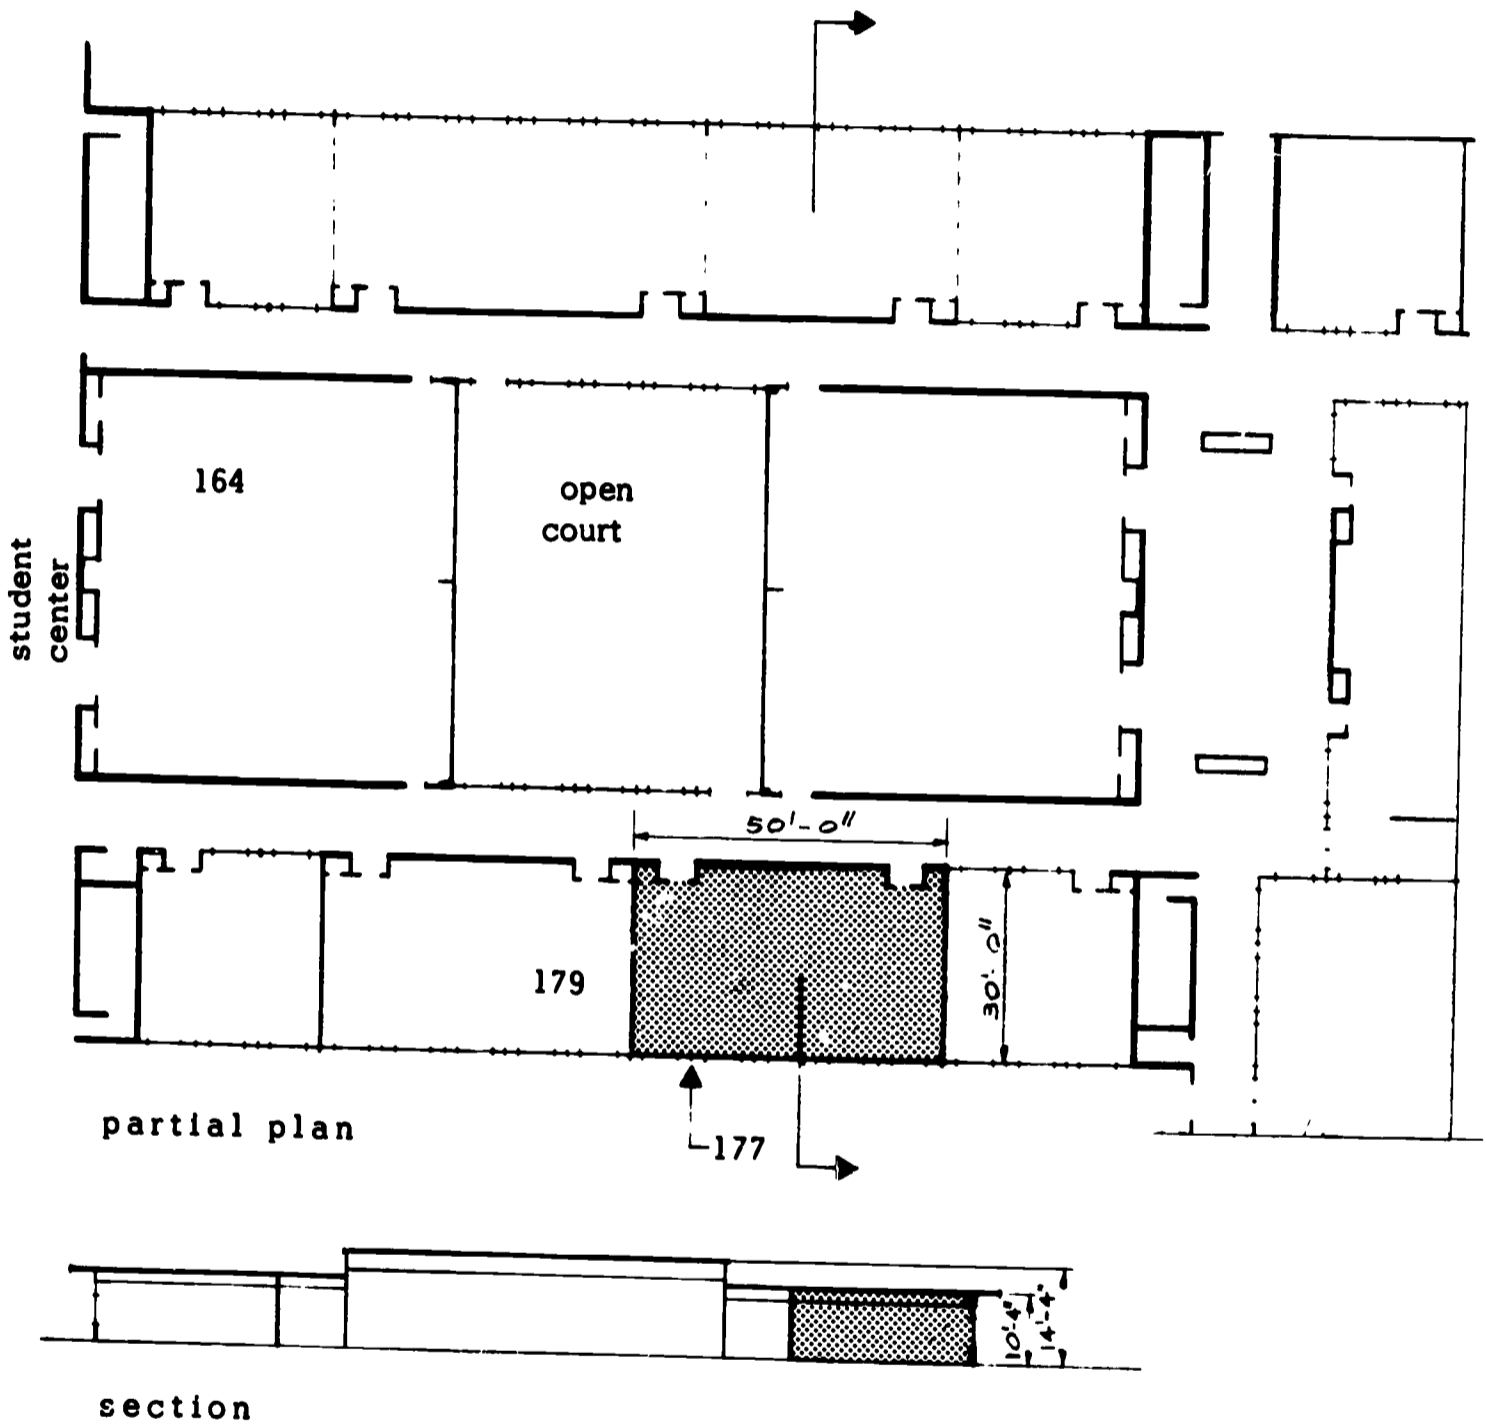 164
open
court
student
center
50'-0"
30'-0"
179
partial plan
177
10'-4"
14'-4"
section